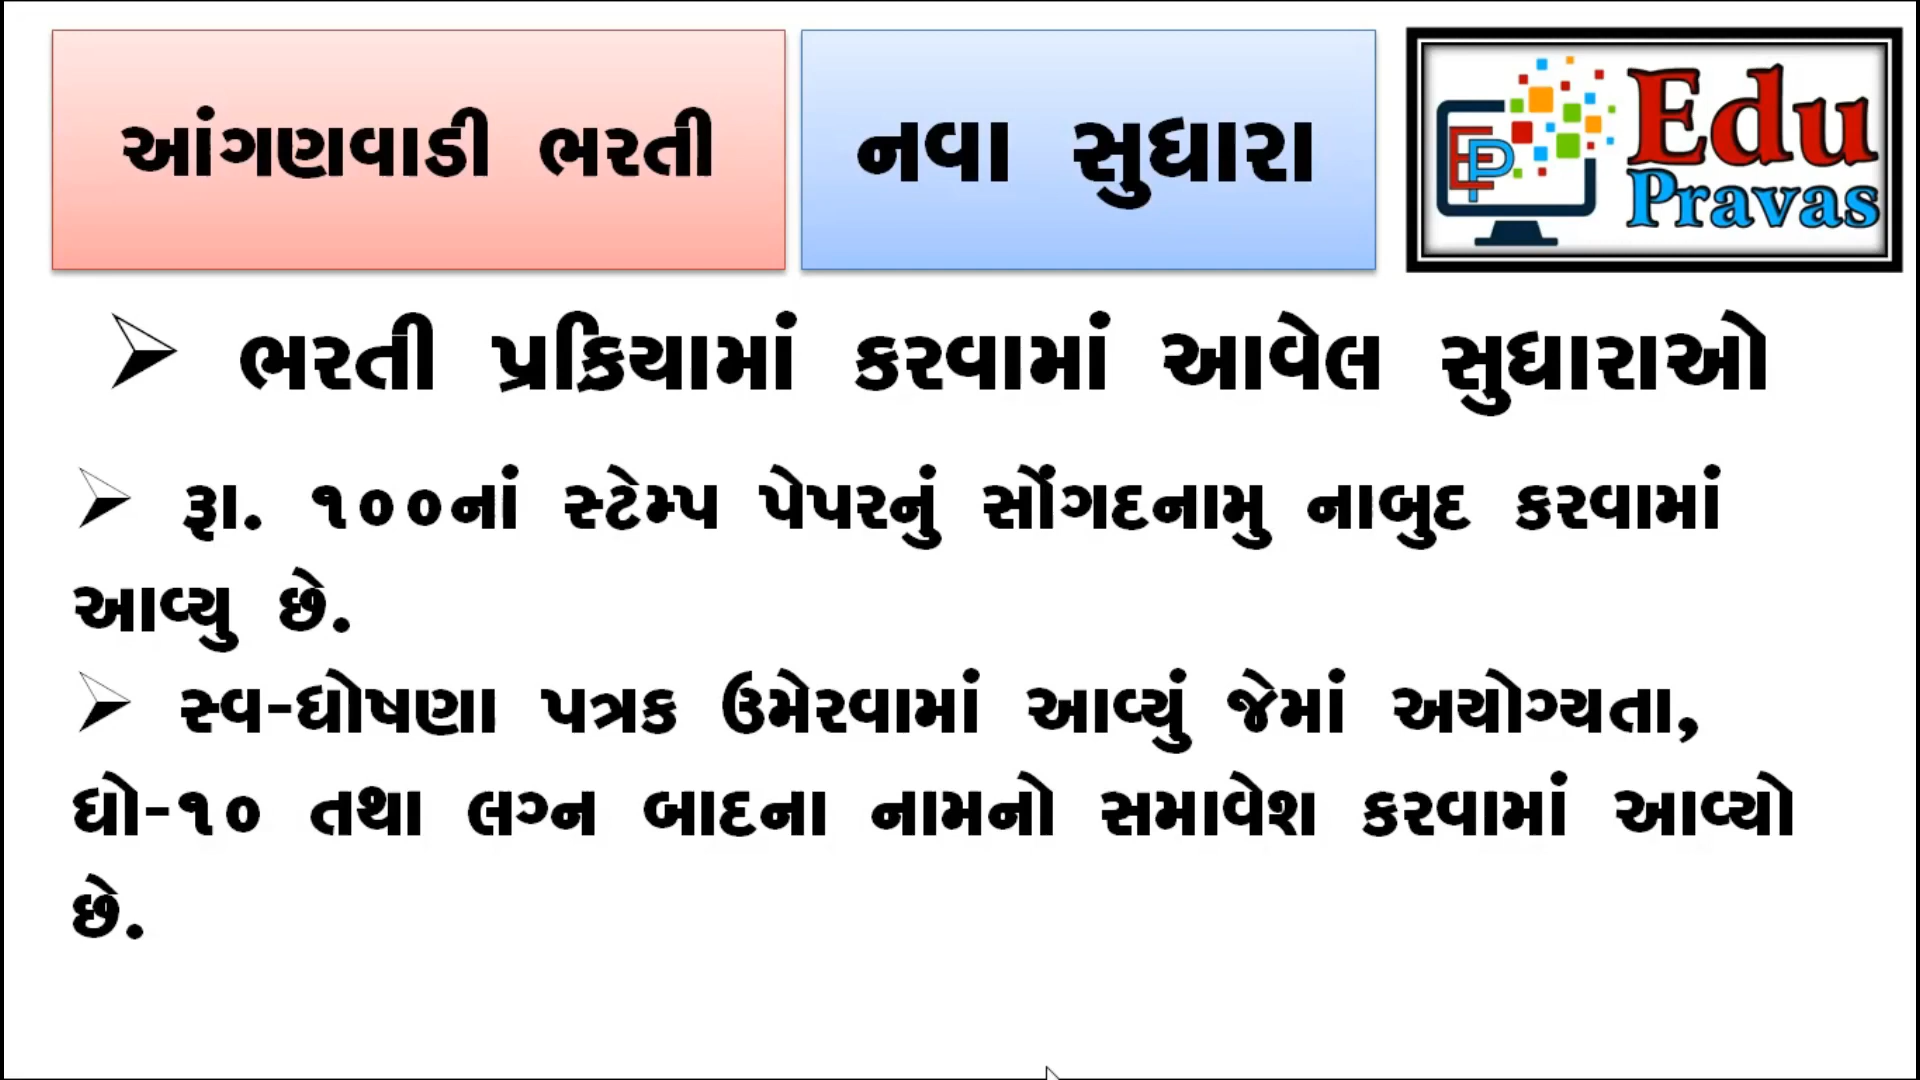 આંગણવાડી ભરતી
નવા સુધારા
EP
Edu
Pravas
ભરતી પ્રક્રિયામાં કરવામાં આવેલ સુધારાઓ
રૂા. ૧૦૦નાં સ્ટેમ્પ પેપરનું સોંગદનામુ નાબુદ કરવામાં
આવ્યુ છે.
સ્વ-ઘોષણા પત્રક ઉમેરવામાં આવ્યું જેમાં અયોગ્યતા,
ધો-૧૦ તથા લગ્ન બાદના નામનો સમાવેશ કરવામાં આવ્યો
છે.